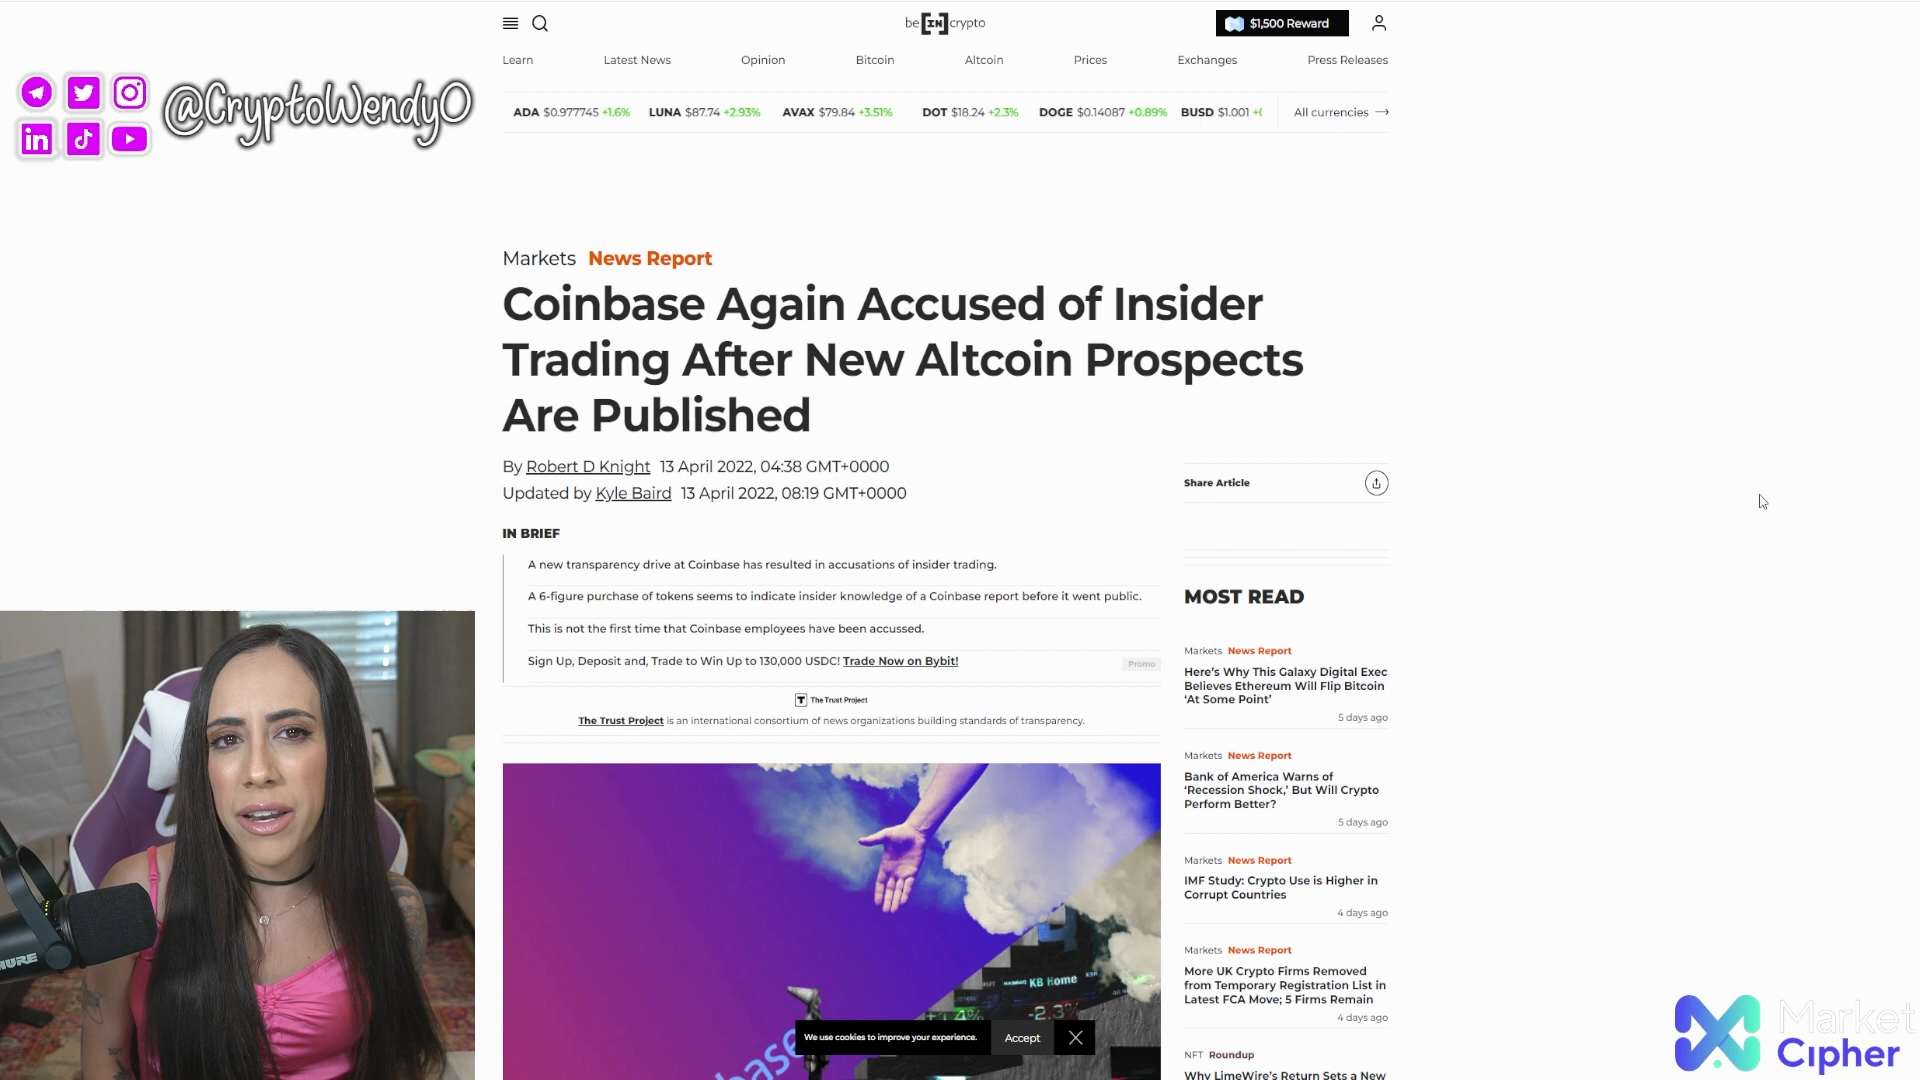 be[IN]crypto
$1,500 Reward
Learn
Latest News
Opinion
Bitcoin
Altcoin
Prices
Exchanges
Press Releases
@CryptoWendyO
ADA $0.977745 +1.6%
LUNA $87.74 +2.93%
AVAX $79.84 +3.51%
DOT $18.24 +2.3%
DOGE $0.14087 +0.89%
BUSD $1.001
All currencies
Markets News Report
Coinbase Again Accused of Insider
Trading After New Altcoin Prospects
Are Published
By Robert D Knight 13 April 2022, 04:38 GMT+0000
Updated by Kyle Baird 13 April 2022, 08:19 GMT+0000
Share Article
IN BRIEF
A new transparency drive at Coinbase has resulted in accusations of insider trading.
A 6-figure purchase of tokens seems to indicate insider knowledge of a Coinbase report before it went public.
This is not the first time that Coinbase employees have been accussed.
Sign Up, Deposit and, Trade to Win Up to 130,000 USDC! Trade Now on Bybit!
Promo
The Trust Project
The Trust Project is an international consortium of news organizations building standards of transparency.
MOST READ
Markets News Report
Here's Why This Galaxy Digital Exec
Believes Ethereum Will Flip Bitcoin
'At Some Point'
5 days ago
Markets News Report
Bank of America Warns of
'Recession Shock,' But Will Crypto
Perform Better?
5 days ago
Markets News Report
IMF Study: Crypto Use is Higher in
Corrupt Countries
4 days ago
Markets News Report
More UK Crypto Firms Removed
from Temporary Registration List in
Latest FCA Move; 5 Firms Remain
4 days ago
NFT Roundup
Why LimeWire's Return Sets a New
KB Home
-2.3%
base
We use cookies to improve your experience.
Accept
in
SHURE
Market
Cipher